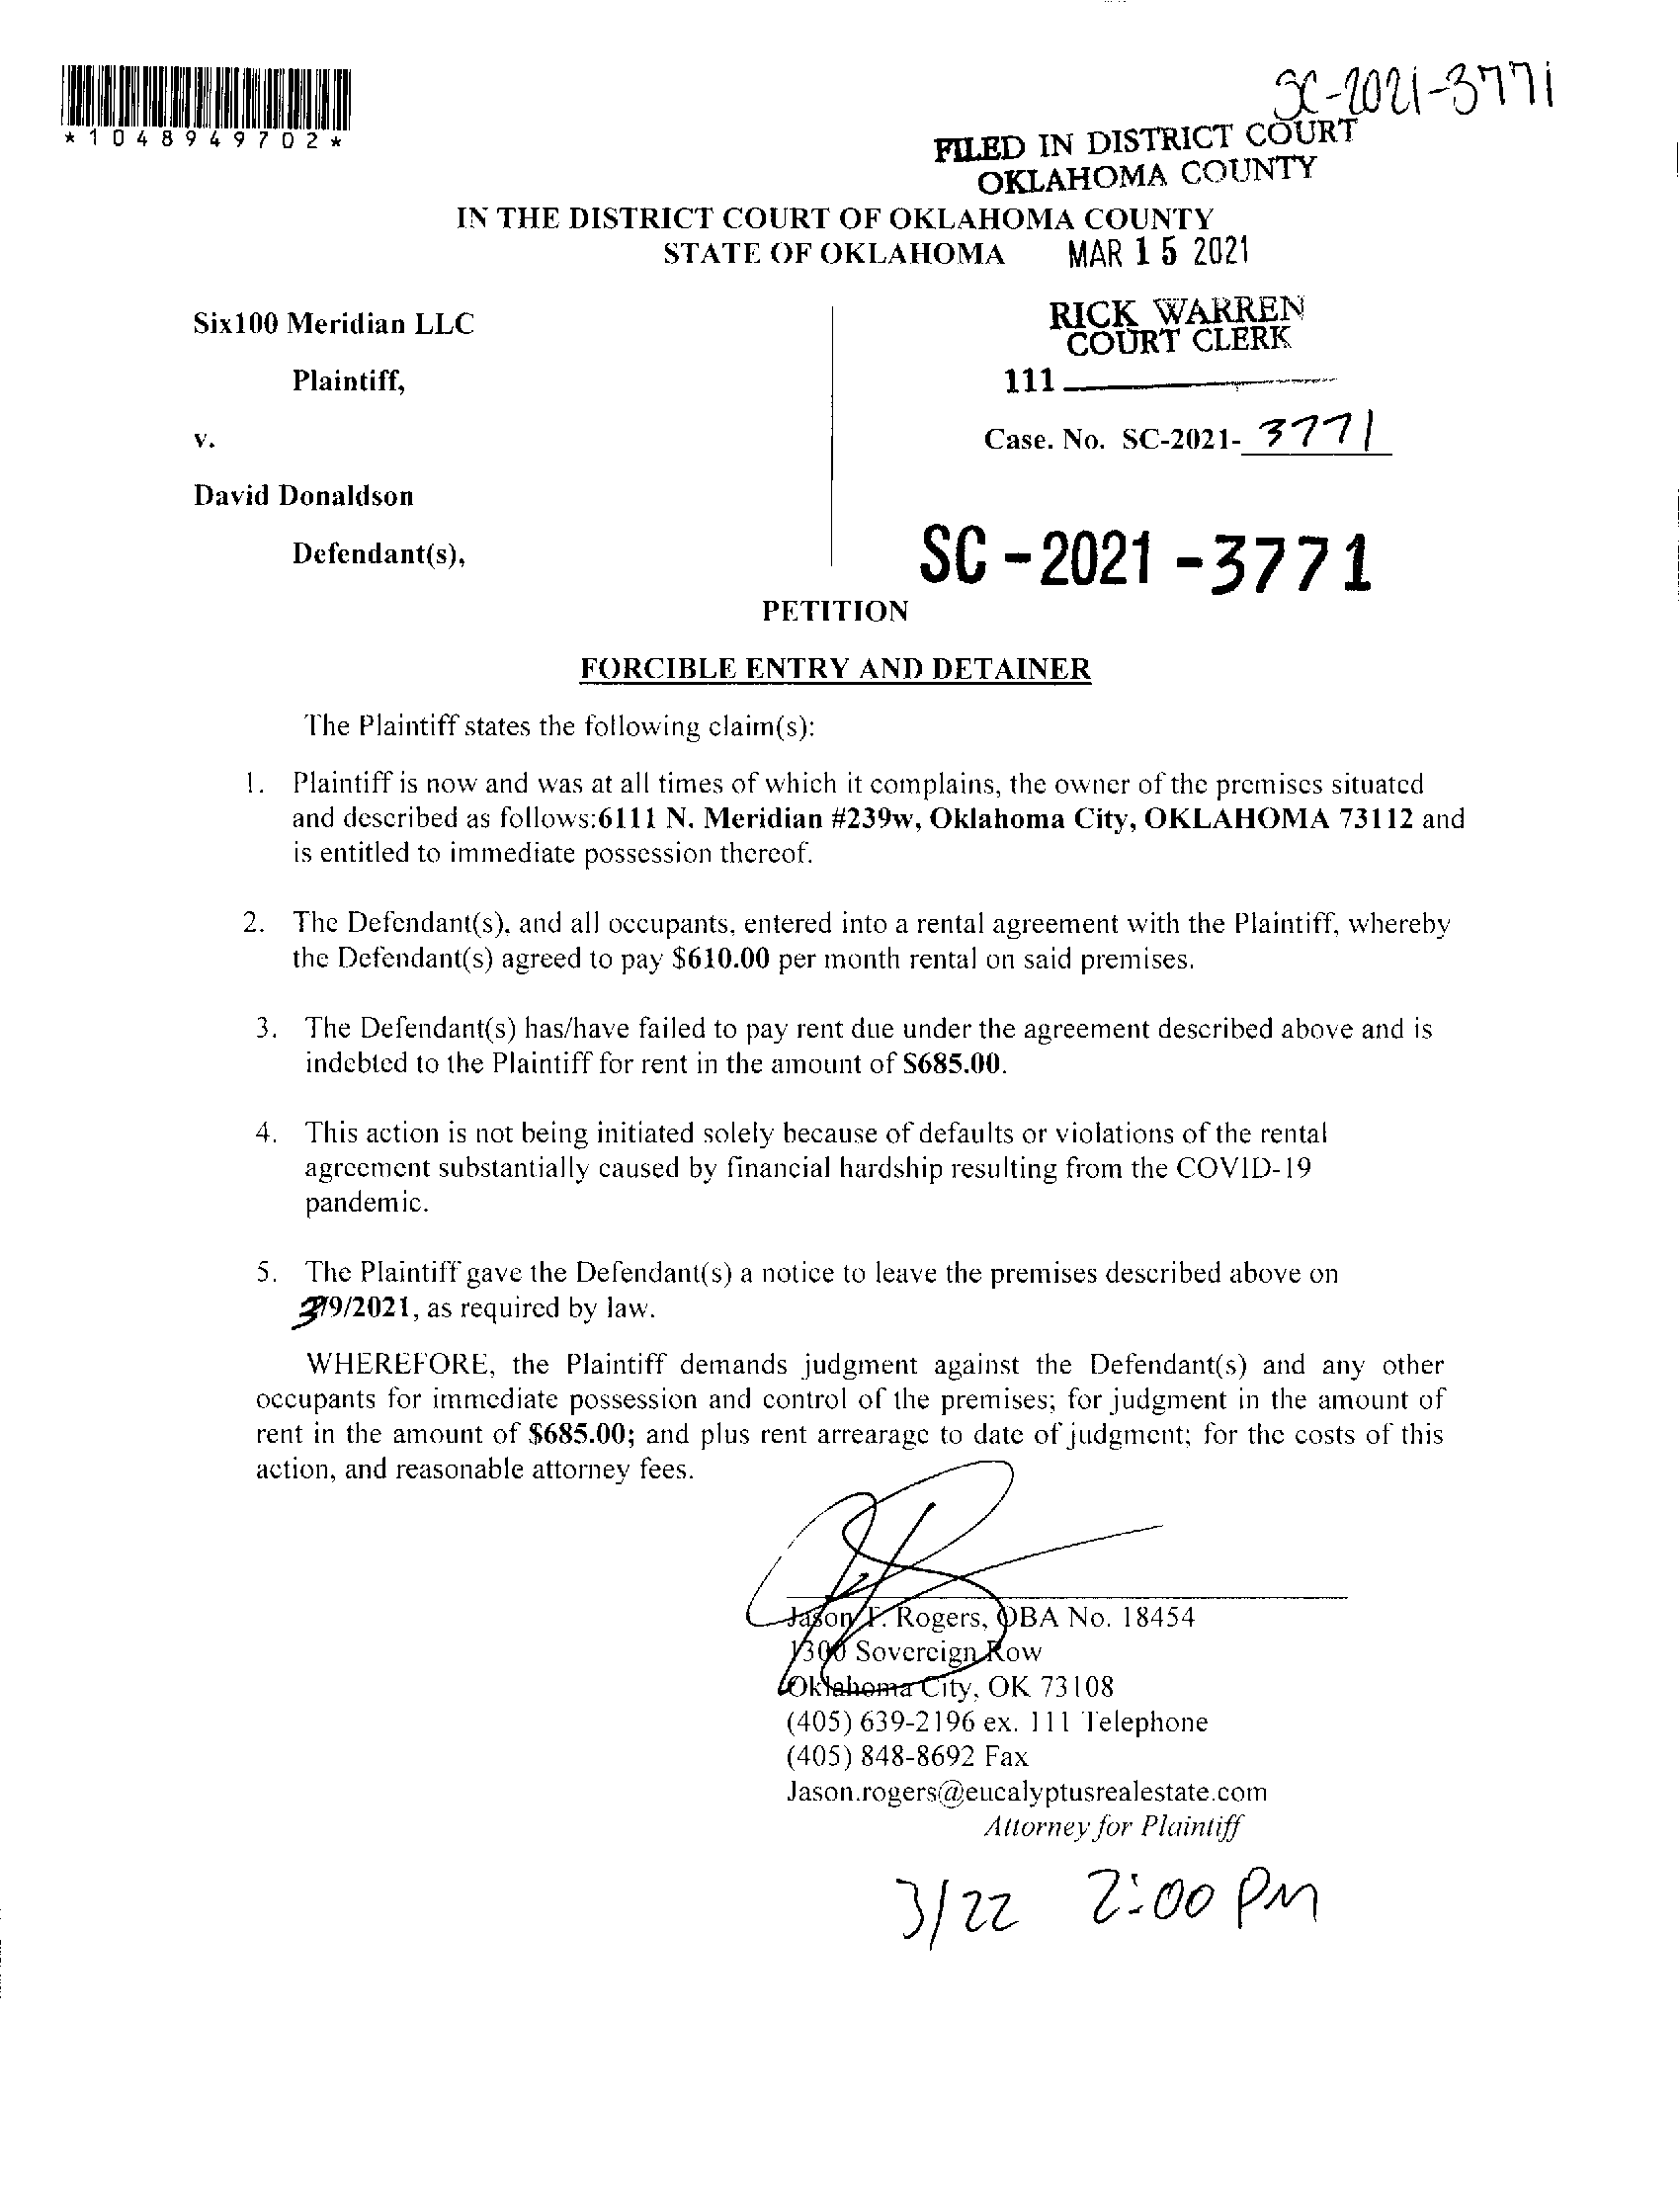 *1048949702*
SC-2021-3771
FILED IN DISTRICT COURT
OKLAHOMA COUNTY
IN THE DISTRICT COURT OF OKLAHOMA COUNTY
STATE OF OKLAHOMA
MAR 15 2021
RICK WARREN
COURT CLERK
Six100 Meridian LLC
Plaintiff,
111
v.
Case. No. SC-2021- 3771
David Donaldson
Defendant(s),
SC-2021-3771
PETITION
FORCIBLE ENTRY AND DETAINER
The Plaintiff states the following claim(s):
1. Plaintiff is now and was at all times of which it complains, the owner of the premises situated
and described as follows:6111 N. Meridian #239w, Oklahoma City, OKLAHOMA 73112 and
is entitled to immediate possession thereof.
2. The Defendant(s), and all occupants, entered into a rental agreement with the Plaintiff, whereby
the Defendant(s) agreed to pay $610.00 per month rental on said premises.
3. The Defendant(s) has/have failed to pay rent due under the agreement described above and is
indebted to the Plaintiff for rent in the amount of $685.00.
4. This action is not being initiated solely because of defaults or violations of the rental
agreement substantially caused by financial hardship resulting from the COVID-19
pandemic.
5. The Plaintiff gave the Defendant(s) a notice to leave the premises described above on
3/9/2021, as required by law.
WHEREFORE, the Plaintiff demands judgment against the Defendant(s) and any other
occupants for immediate possession and control of the premises; for judgment in the amount of
rent in the amount of $685.00; and plus rent arrearage to date of judgment; for the costs of this
action, and reasonable attorney fees.
Jason F. Rogers, OBA No. 18454
1300 Sovereign Row
Oklahoma City, OK 73108
(405) 639-2196 ex. 111 Telephone
(405) 848-8692 Fax
Jason.rogers@eucalyptusrealestate.com
Attorney for Plaintiff
3/22 2:00 PM